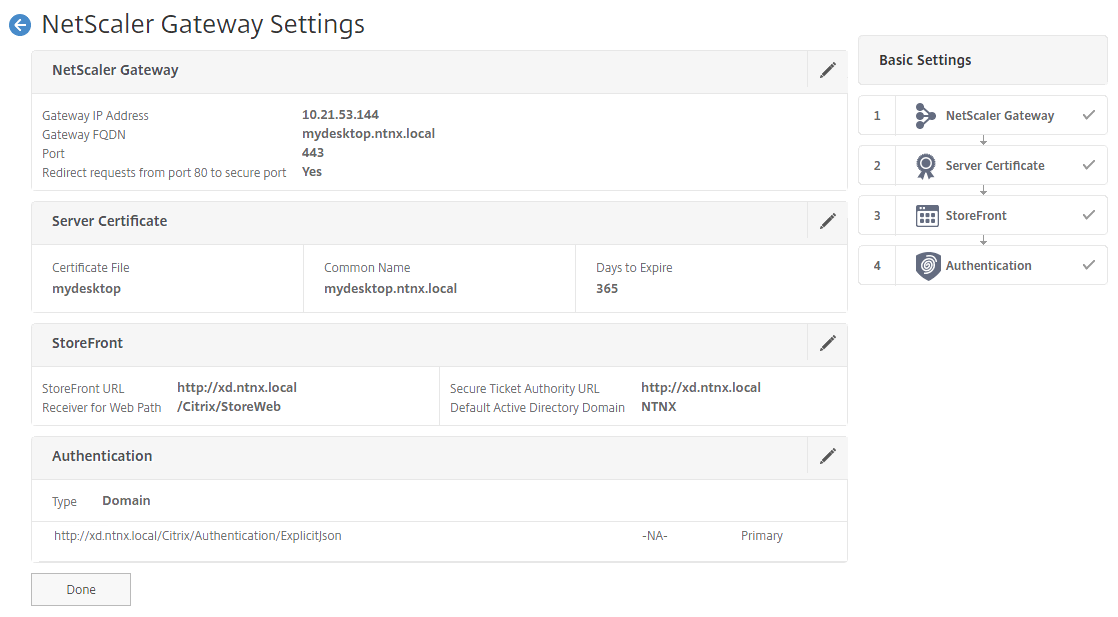 NetScaler Gateway Settings
NetScaler Gateway
Gateway IP Address 10.21.53.144
Gateway FQDN mydesktop.ntnx.local
Port 443
Redirect requests from port 80 to secure port Yes
Server Certificate
Certificate File Common Name Days to Expire
mydesktop mydesktop.ntnx.local 365
StoreFront
StoreFront URL http://xd.ntnx.local Secure Ticket Authority URL http://xd.ntnx.local
Receiver for Web Path /Citrix/StoreWeb Default Active Directory Domain NTNX
Authentication
Type Domain
http://xd.ntnx.local/Citrix/Authentication/ExplicitJson -NA- Primary
Done
Basic Settings
1 NetScaler Gateway
2 Server Certificate
3 StoreFront
4 Authentication